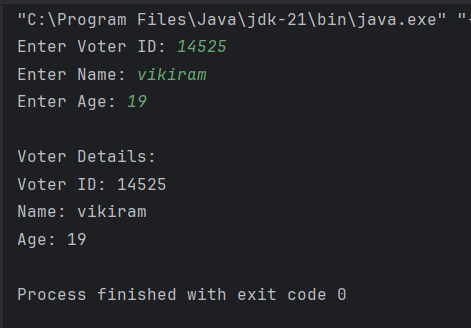 "C:\Program Files\Java\jdk-21\bin\java.exe" "-
Enter Voter ID: 14525
Enter Name: vikiram
Enter Age: 19
Voter Details:
Voter ID: 14525
Name: vikiram
Age: 19
Process finished with exit code 0